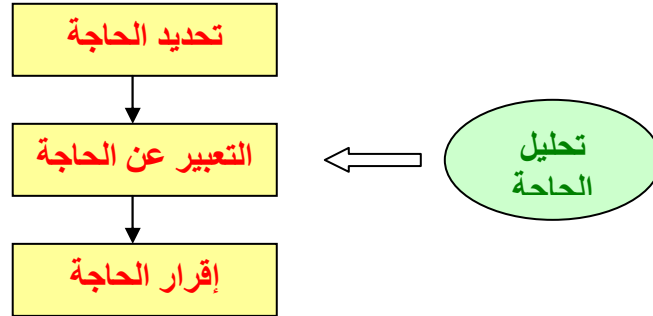 تحديد الحاجة
التعبير عن الحاجة
إقرار الحاجة
تحليل
الحاجة